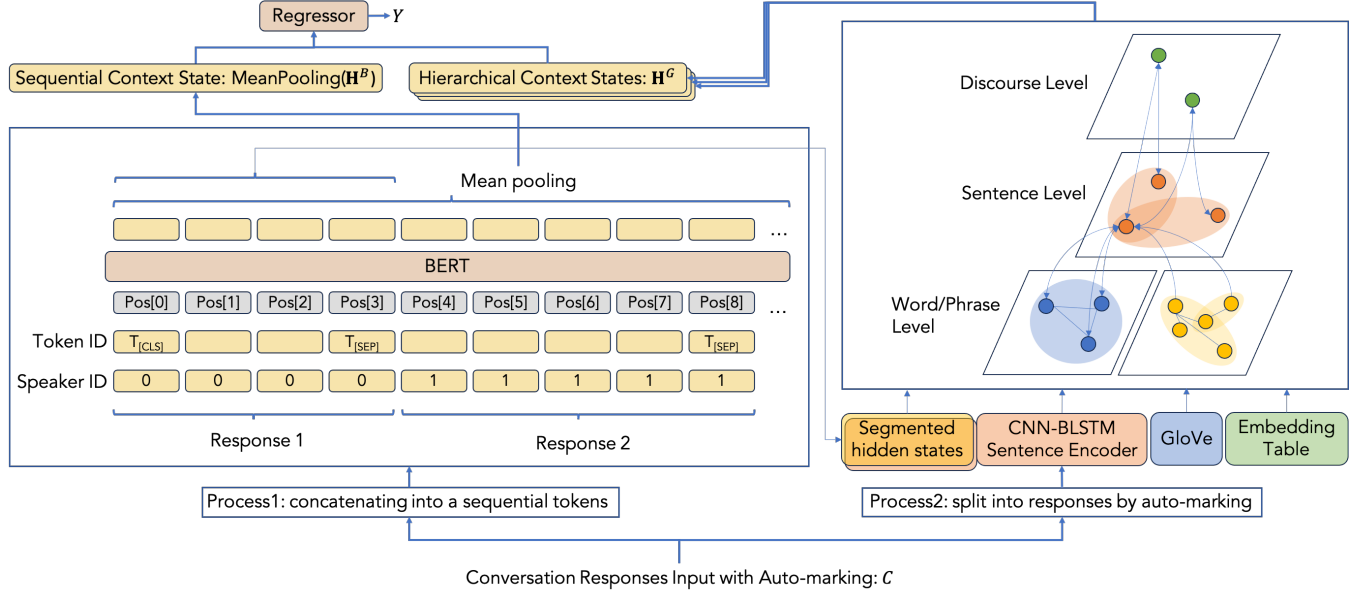 Regressor
Y
Sequential Context State: MeanPooling(H^B)
Hierarchical Context States: H^G
Mean pooling
...
BERT
Pos[0] Pos[1] Pos[2] Pos[3] Pos[4] Pos[5] Pos[6] Pos[7] Pos[8] ...
Token ID T[CLS] T[SEP] T[SEP]
Speaker ID 0 0 0 0 1 1 1 1 1
Response 1
Response 2
Discourse Level
Sentence Level
Word/Phrase
Level
Segmented
hidden states
CNN-BLSTM
Sentence Encoder
GloVe
Embedding
Table
Process1: concatenating into a sequential tokens
Process2: split into responses by auto-marking
Conversation Responses Input with Auto-marking: C